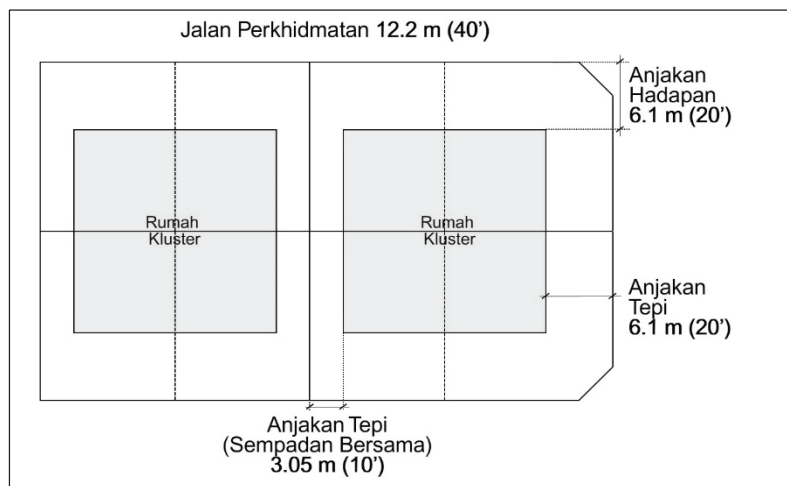 Jalan Perkhidmatan 12.2 m (40’)
Anjakan
Hadapan
6.1 m (20’)
Rumah
Kluster
Rumah
Kluster
Anjakan
Tepi
6.1 m (20’)
Anjakan Tepi
(Sempadan Bersama)
3.05 m (10’)